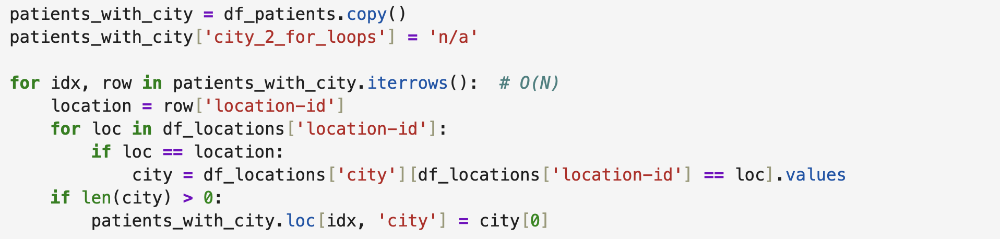 patients_with_city = df_patients.copy()
patients_with_city['city_2_for_loops'] = 'n/a'

for idx, row in patients_with_city.iterrows():  # O(N)
    location = row['location-id']
    for loc in df_locations['location-id']:
        if loc == location:
            city = df_locations['city'][df_locations['location-id'] == loc].values
    if len(city) > 0:
        patients_with_city.loc[idx, 'city'] = city[0]